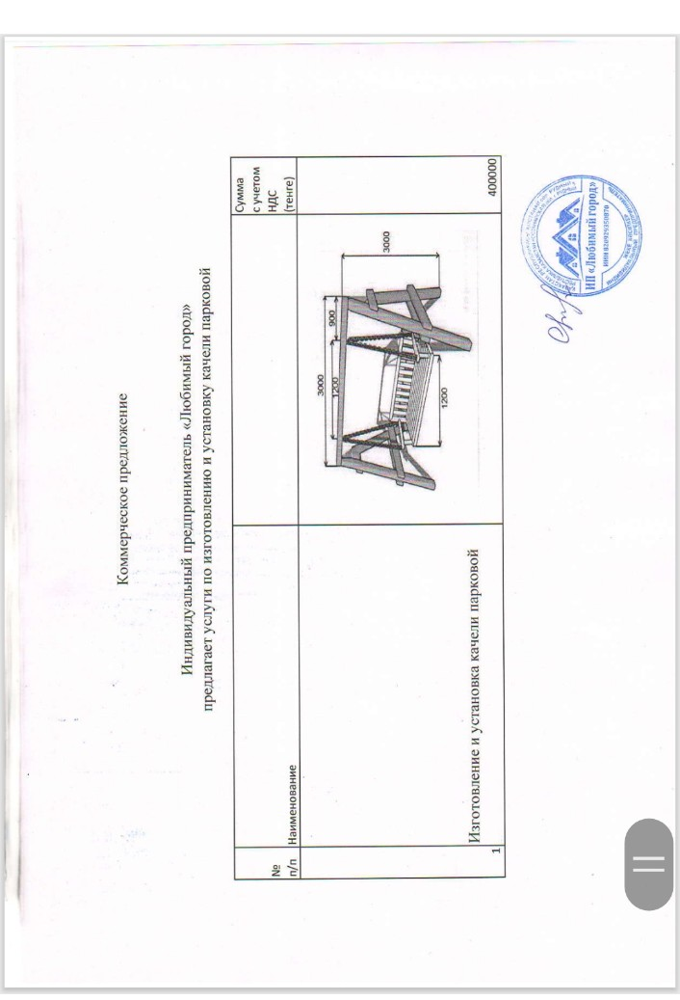 Коммерческое предложение
Индивидуальный предприниматель «Любимый город»
предлагает услуги по изготовлению и установку качели парковой
№
п/п
Наименование
Сумма
с учетом
НДС
(тенге)
1
Изготовление и установка качели парковой
3000
1200
900
3000
1200
400000
ИП «Любимый город»